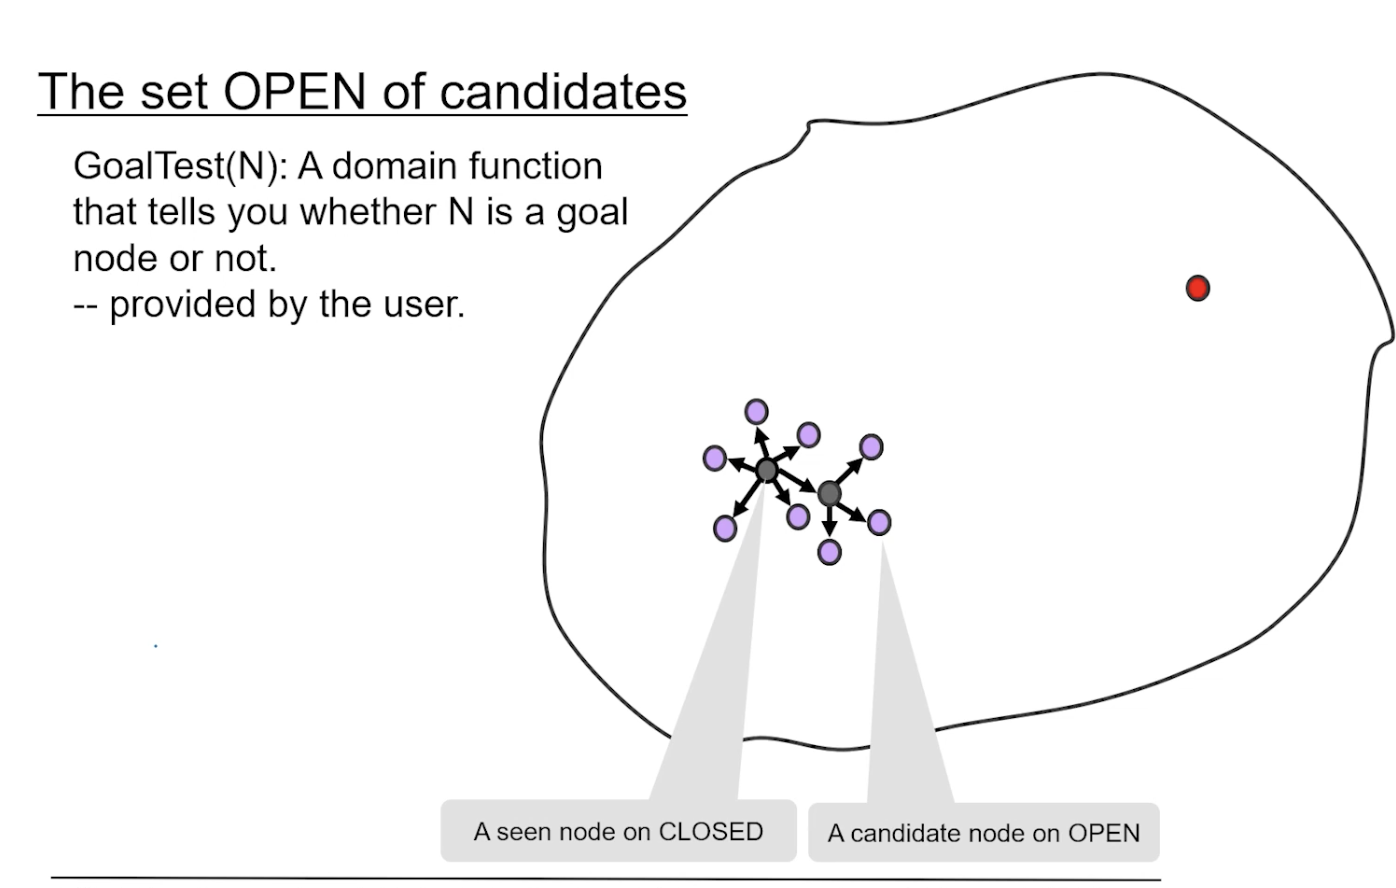 The set OPEN of candidates
GoalTest(N): A domain function
that tells you whether N is a goal
node or not.
-- provided by the user.
A seen node on CLOSED
A candidate node on OPEN